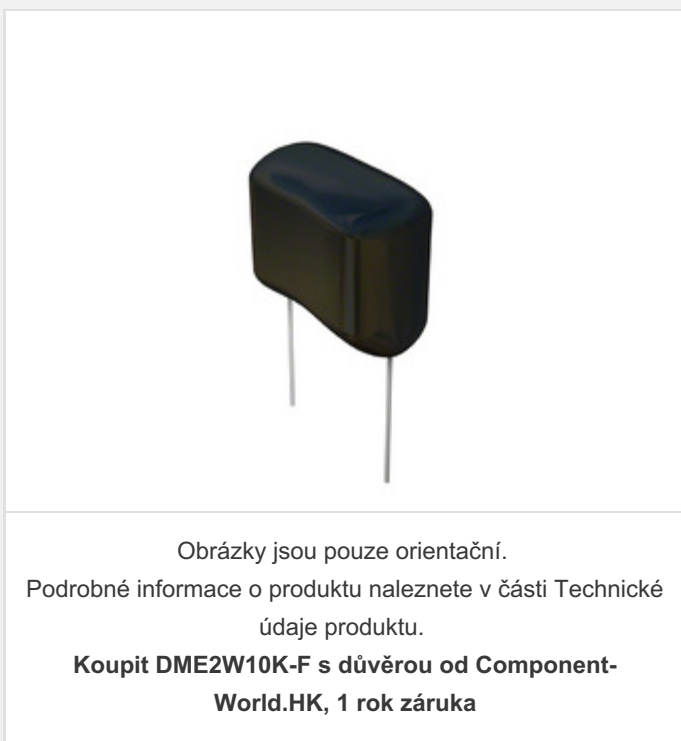 Obrázky jsou pouze orientační.
Podrobné informace o produktu naleznete v části Technické
údaje produktu.
Koupit DME2W10K-F s důvěrou od Component-
World.HK, 1 rok záruka